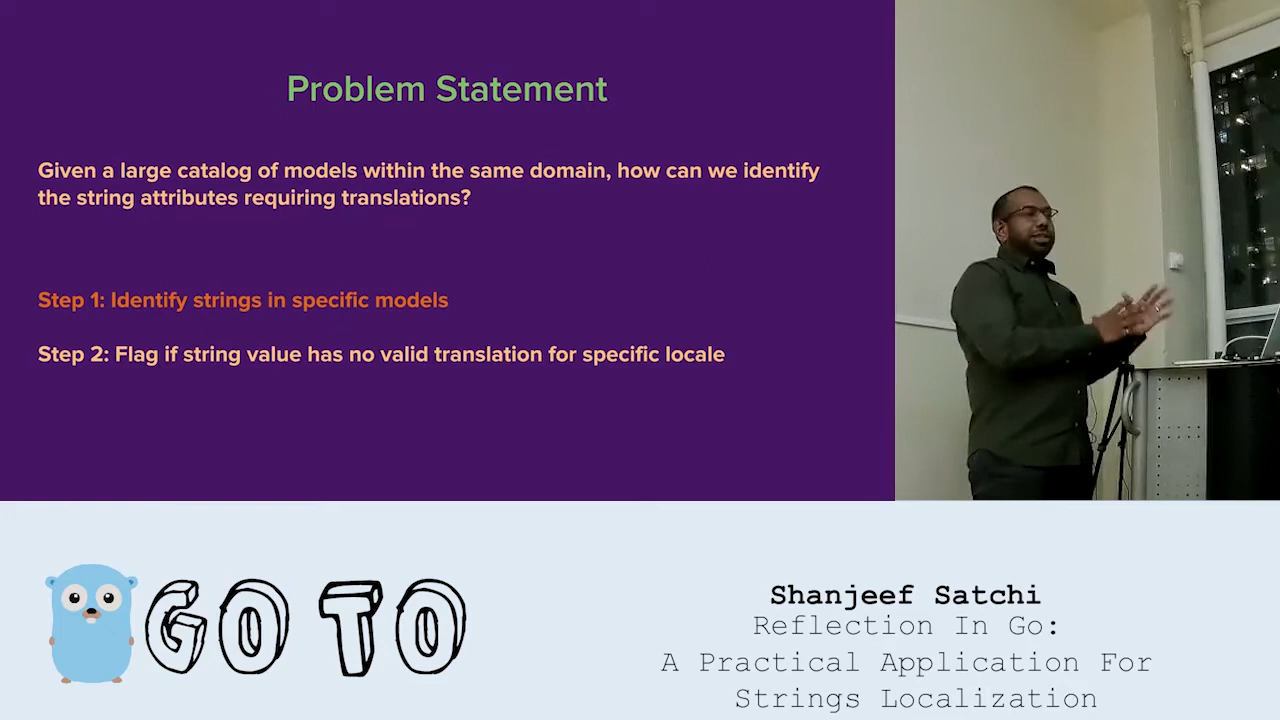 Problem Statement
Given a large catalog of models within the same domain, how can we identify
the string attributes requiring translations?
Step 1: Identify strings in specific models
Step 2: Flag if string value has no valid translation for specific locale
GO TO
Shanjeef Satchi
Reflection In Go:
A Practical Application For
Strings Localization